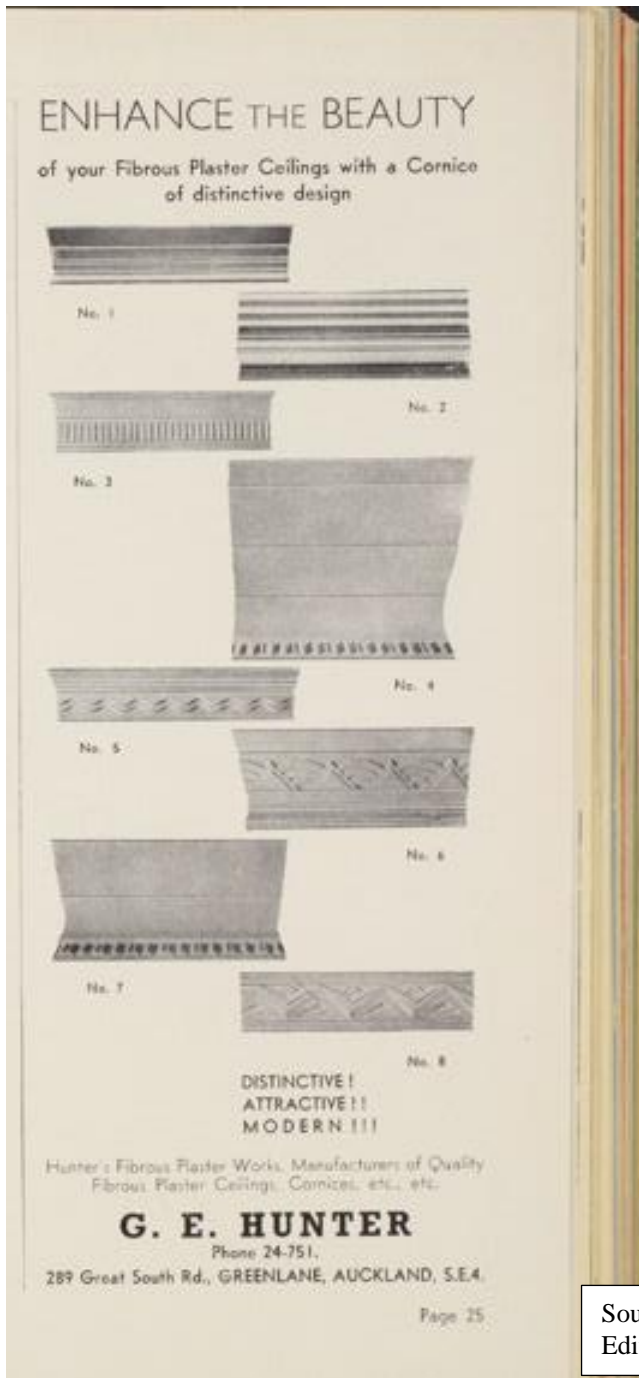 ENHANCE THE BEAUTY
of your Fibrous Plaster Ceilings with a Cornice
of distinctive design
No. 1
No. 2
No. 3
No. 4
No. 5
No. 6
No. 7
No. 8
DISTINCTIVE!
ATTRACTIVE!!
MODERN!!!
Hunter's Fibrous Plaster Works, Manufacturers of Quality
Fibrous Plaster Ceilings, Cornices, etc., etc.
G. E. HUNTER
Phone 24-751.
289 Great South Rd., GREENLANE, AUCKLAND, S.E.4.
Page 25
Sou
Edi